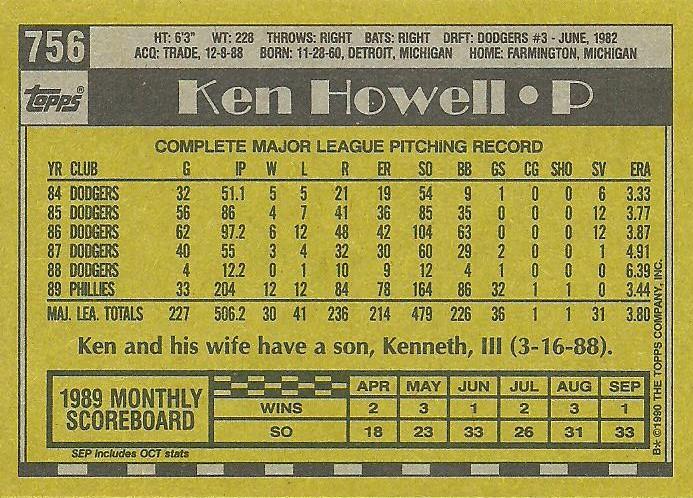 756
HT: 6'3" WT: 228 THROWS: RIGHT BATS: RIGHT DRFT: DODGERS #3 - JUNE, 1982
ACQ: TRADE, 12-8-88 BORN: 11-28-60, DETROIT, MICHIGAN HOME: FARMINGTON, MICHIGAN
topps®
Ken Howell • P
COMPLETE MAJOR LEAGUE PITCHING RECORD
YR CLUB G IP W L R ER SO BB GS CG SHO SV ERA
84 DODGERS 32 51.1 5 5 21 19 54 9 1 0 0 6 3.33
85 DODGERS 56 86 4 7 41 36 85 35 0 0 0 12 3.77
86 DODGERS 62 97.2 6 12 48 42 104 63 0 0 0 12 3.87
87 DODGERS 40 55 3 4 32 30 60 29 2 0 0 1 4.91
88 DODGERS 4 12.2 0 1 10 9 12 4 1 0 0 0 6.39
89 PHILLIES 33 204 12 12 84 78 164 86 32 1 1 0 3.44
MAJ. LEA. TOTALS 227 506.2 30 41 236 214 479 226 36 1 1 31 3.80
Ken and his wife have a son, Kenneth, III (3-16-88).
1989 MONTHLY SCOREBOARD
APR MAY JUN JUL AUG SEP
WINS 2 3 1 2 3 1
SO 18 23 33 26 31 33
SEP includes OCT stats
B* ©1990 THE TOPPS COMPANY, INC.